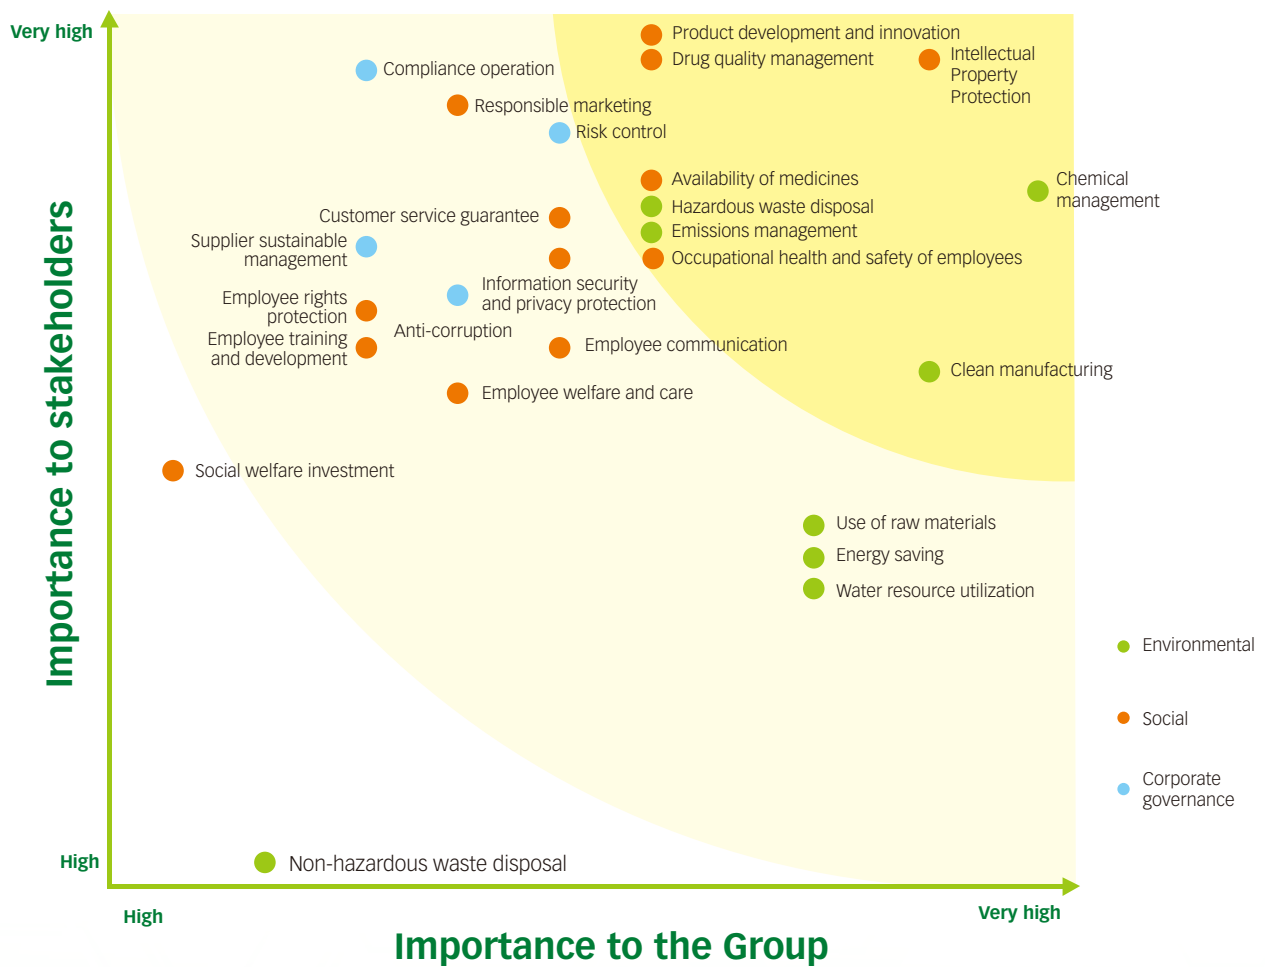 Very high
Importance to stakeholders
High
Product development and innovation
Drug quality management
Intellectual
Property
Protection
Compliance operation
Responsible marketing
Risk control
Availability of medicines
Chemical
management
Hazardous waste disposal
Customer service guarantee
Emissions management
Supplier sustainable
management
Occupational health and safety of employees
Information security
and privacy protection
Employee rights
protection
Anti-corruption
Employee training
and development
Employee communication
Clean manufacturing
Employee welfare and care
Social welfare investment
Use of raw materials
Energy saving
Water resource utilization
Environmental
Social
Corporate
governance
Non-hazardous waste disposal
High
Very high
Importance to the Group